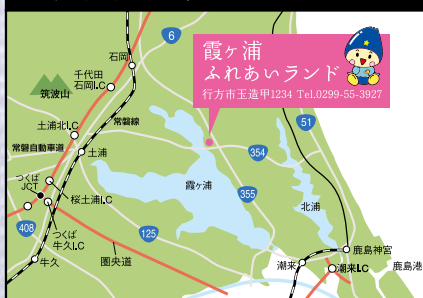 霞ヶ浦
ふれあいランド
行方市玉造甲1234 Tel.0299-55-3927
6
石岡
千代田
石岡I.C
筑波山
51
土浦北I.C
常磐線
常磐自動車道
土浦
354
つくば
JCT
霞ヶ浦
355
桜土浦I.C
北浦
408
125
つくば
牛久I.C
鹿島神宮
牛久
圏央道
潮来
潮来I.C
鹿島港